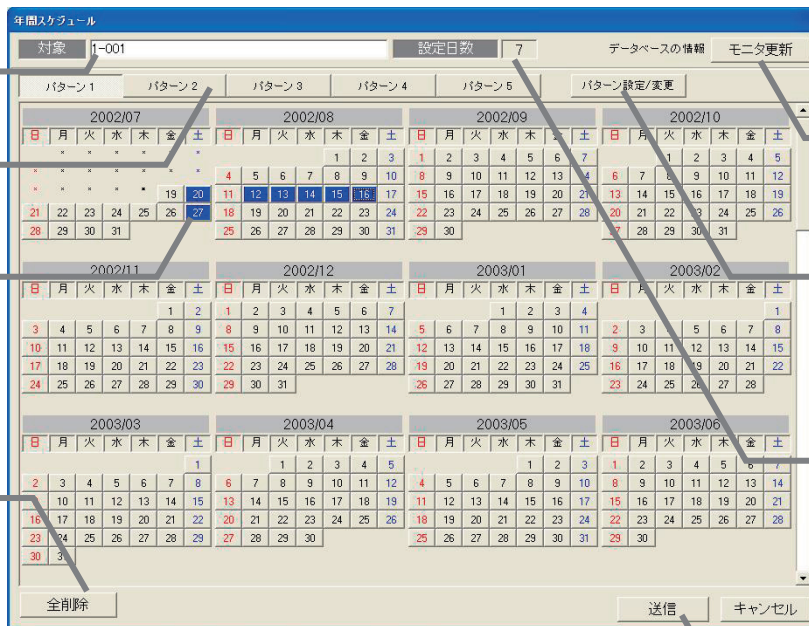 年間スケジュール
対象 1-001 設定日数 7 データベースの情報 モニタ更新
パターン1 パターン2 パターン3 パターン4 パターン5 パターン設定/変更
2002/07
日 月 火 水 木 金 土
* * * * * *
* * * * * * *
* * * * * 19 20
21 22 23 24 25 26 27
28 29 30 31
2002/08
日 月 火 水 木 金 土
1 2 3
4 5 6 7 8 9 10
11 12 13 14 15 16 17
18 19 20 21 22 23 24
25 26 27 28 29 30 31
2002/09
日 月 火 水 木 金 土
1 2 3 4 5 6 7
8 9 10 11 12 13 14
15 16 17 18 19 20 21
22 23 24 25 26 27 28
29 30
2002/10
日 月 火 水 木 金 土
1 2 3 4 5
6 7 8 9 10 11 12
13 14 15 16 17 18 19
20 21 22 23 24 25 26
27 28 29 30 31
2002/11
日 月 火 水 木 金 土
1 2
3 4 5 6 7 8 9
10 11 12 13 14 15 16
17 18 19 20 21 22 23
24 25 26 27 28 29 30
2002/12
日 月 火 水 木 金 土
1 2 3 4 5 6 7
8 9 10 11 12 13 14
15 16 17 18 19 20 21
22 23 24 25 26 27 28
29 30 31
2003/01
日 月 火 水 木 金 土
1 2 3 4
5 6 7 8 9 10 11
12 13 14 15 16 17 18
19 20 21 22 23 24 25
26 27 28 29 30 31
2003/02
日 月 火 水 木 金 土
1
2 3 5 6 7 8
9 10 11 12 13 14 15
16 17 18 19 20 21 22
23 24 25 26 27 28
2003/03
日 月 火 水 木 金 土
1
2 3 4 5 6 7 8
10 11 12 13 14 15
16 17 18 19 20 21 22
23 24 25 26 27 28 29
30
2003/04
日 月 火 水 木 金 土
1 2 3 4 5
6 7 8 9 10 11 12
13 14 15 16 17 18 19
20 21 22 23 24 25 26
27 28 29 30
2003/05
日 月 火 水 木 金 土
1 2 3
4 5 6 7 8 9 10
11 12 13 14 15 16 17
18 19 20 21 22 23 24
25 26 27 28 29 30 31
2003/06
日 月 火 水 木 金 土
1 2 3 4 5 6 7
8 9 10 11 12 13 14
15 16 17 18 19 20 21
22 23 24 25 26 27 28
29 30
全削除 送信 キャンセル